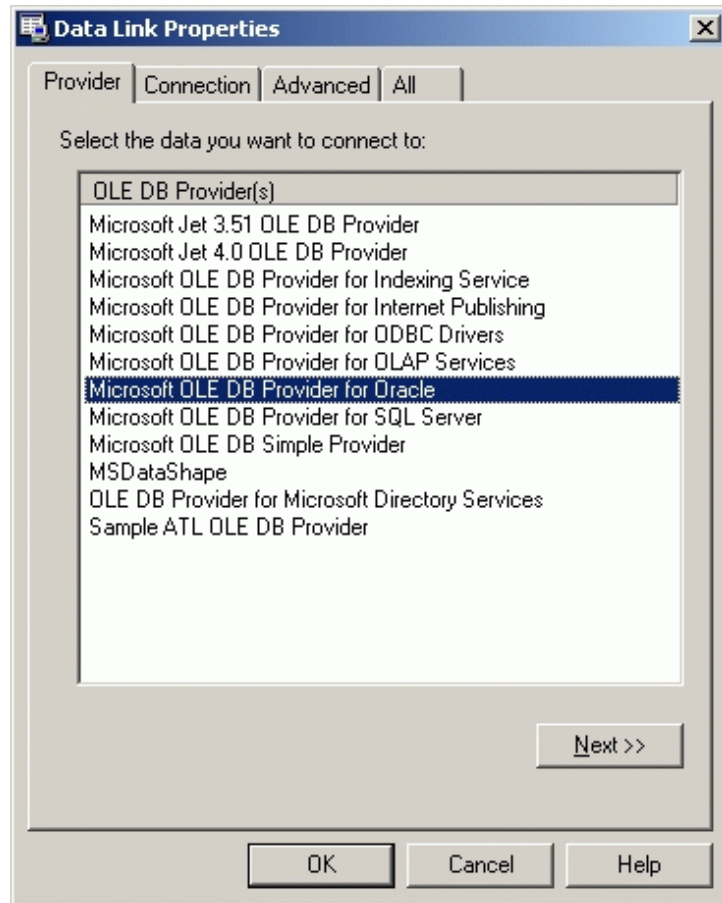 Data Link Properties
Provider Connection Advanced All
Select the data you want to connect to:
OLE DB Provider(s)
Microsoft Jet 3.51 OLE DB Provider
Microsoft Jet 4.0 OLE DB Provider
Microsoft OLE DB Provider for Indexing Service
Microsoft OLE DB Provider for Internet Publishing
Microsoft OLE DB Provider for ODBC Drivers
Microsoft OLE DB Provider for OLAP Services
Microsoft OLE DB Provider for Oracle
Microsoft OLE DB Provider for SQL Server
Microsoft OLE DB Simple Provider
MSDataShape
OLE DB Provider for Microsoft Directory Services
Sample ATL OLE DB Provider
Next >>
OK Cancel Help